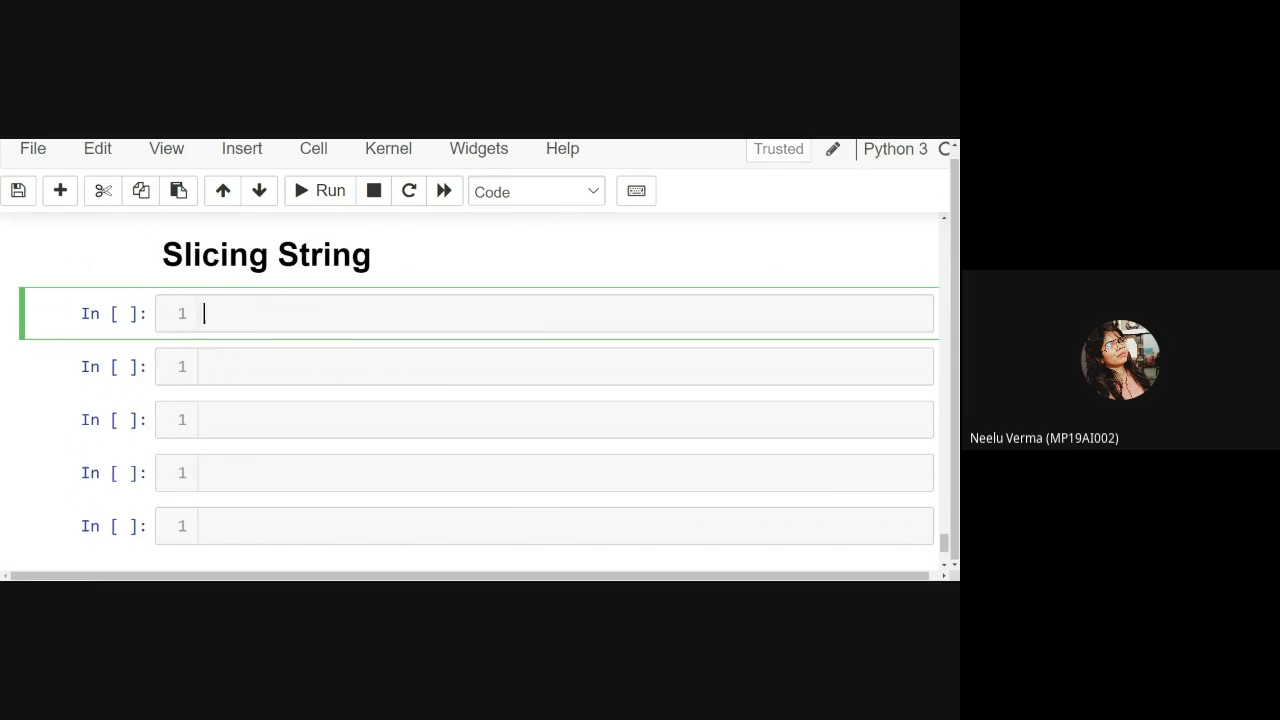 File Edit View Insert Cell Kernel Widgets Help Trusted Python 3
Run Code
Slicing String
In [ ]: 1
In [ ]: 1
In [ ]: 1
In [ ]: 1
In [ ]: 1
Neelu Verma (MP19AI002)